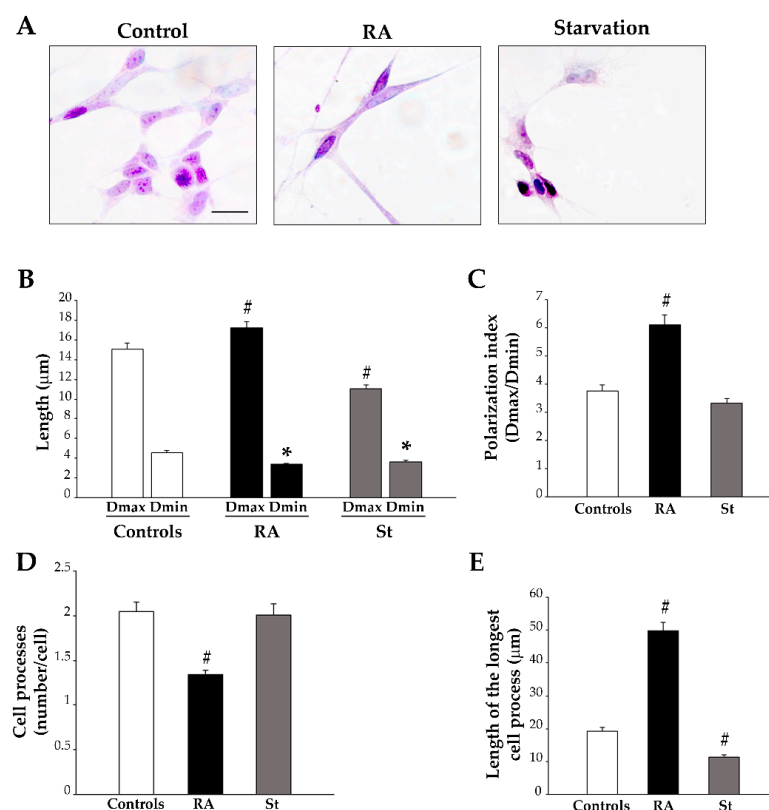 A
Control
RA
Starvation
B
Length (μm)
20
18
16
14
12
10
8
6
4
2
0
#
*
#
*
Dmax Dmin
Dmax Dmin
Dmax Dmin
Controls
RA
St
C
Polarization index
(Dmax/Dmin)
7
6
5
4
3
2
1
0
#
Controls
RA
St
D
Cell processes
(number/cell)
2.5
2
1.5
1
0.5
0
#
Controls
RA
St
E
Length of the longest
cell process (μm)
60
50
40
30
20
10
0
#
#
Controls
RA
St